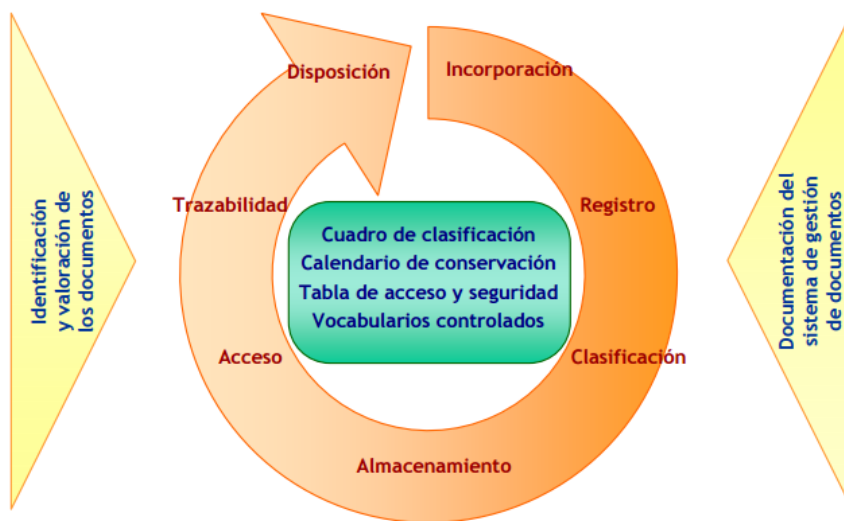 Disposición
Incorporación
Trazabilidad
Registro
Cuadro de clasificación
Calendario de conservación
Tabla de acceso y seguridad
Vocabularios controlados
Acceso
Clasificación
Almacenamiento
Identificación
y valoración de
los documentos
Documentación del
sistema de gestión
de documentos